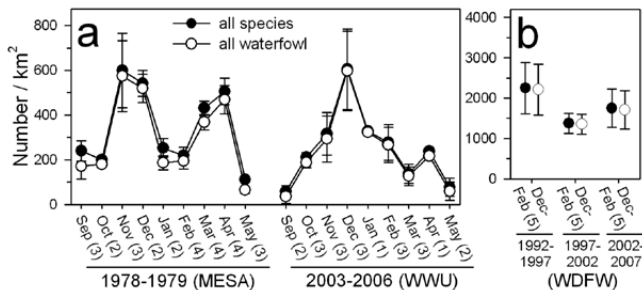 a
b
all species
all waterfowl
Number / km²
800
600
400
200
0
4000
3000
2000
1000
0
Sep (3)
Oct (2)
Nov (3)
Dec (2)
Jan (2)
Feb (4)
Mar (4)
Apr (4)
May (3)
Sep (3)
Oct (3)
Nov (3)
Dec (3)
Jan (1)
Feb (3)
Mar (3)
Apr (1)
May (2)
Dec-
Feb (5)
Dec-
Feb (5)
Dec-
Feb (5)
1978-1979 (MESA)
2003-2006 (WWU)
1992-
1997
1997-
2002
2002-
2007
(WDFW)